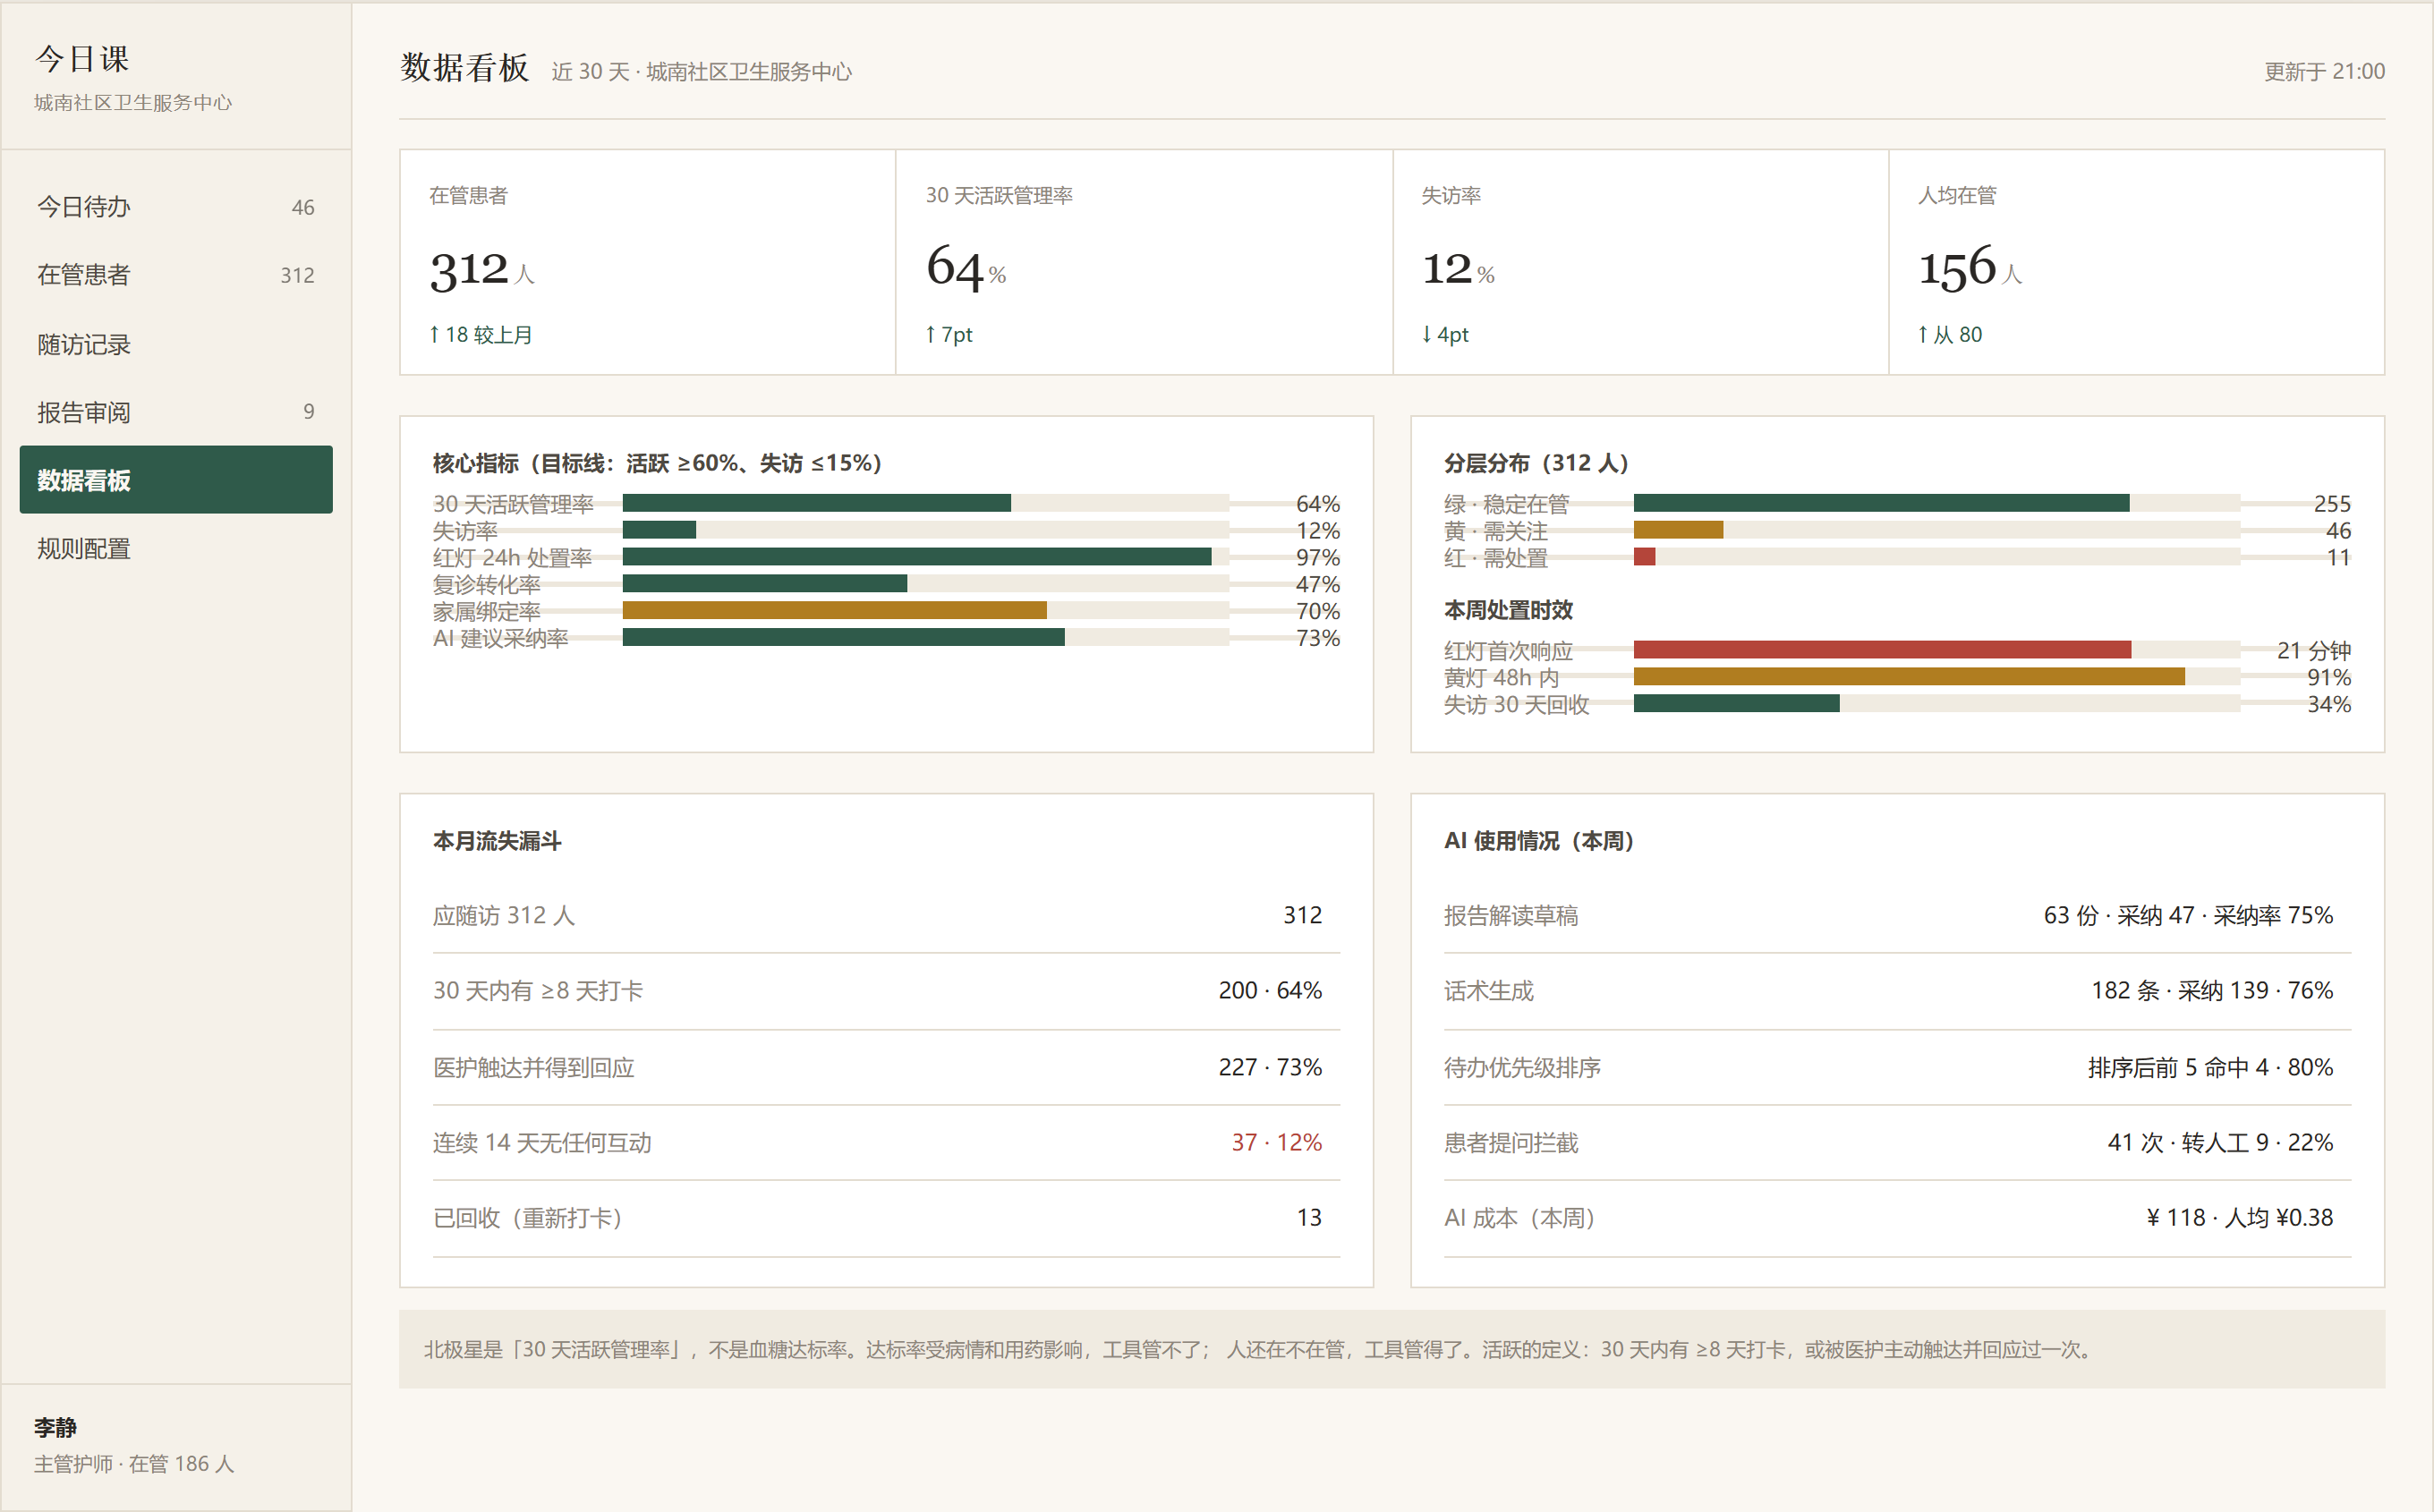 今日课
城南社区卫生服务中心
今日待办 46
在管患者 312
随访记录
报告审阅 9
数据看板
规则配置
李静
主管护师 · 在管 186 人
数据看板 近 30 天 · 城南社区卫生服务中心 更新于 21:00
在管患者
312 人
↑ 18 较上月
30 天活跃管理率
64 %
↑ 7pt
失访率
12 %
↓ 4pt
人均在管
156 人
↑ 从 80
核心指标（目标线：活跃 ≥60%、失访 ≤15%）
30 天活跃管理率 64%
失访率 12%
红灯 24h 处置率 97%
复诊转化率 47%
家属绑定率 70%
AI 建议采纳率 73%
分层分布（312 人）
绿 · 稳定在管 255
黄 · 需关注 46
红 · 需处置 11
本周处置时效
红灯首次响应 21 分钟
黄灯 48h 内 91%
失访 30 天回收 34%
本月流失漏斗
应随访 312 人 312
30 天内有 ≥8 天打卡 200 · 64%
医护触达并得到回应 227 · 73%
连续 14 天无任何互动 37 · 12%
已回收（重新打卡） 13
AI 使用情况（本周）
报告解读草稿 63 份 · 采纳 47 · 采纳率 75%
话术生成 182 条 · 采纳 139 · 76%
待办优先级排序 排序后前 5 命中 4 · 80%
患者提问拦截 41 次 · 转人工 9 · 22%
AI 成本（本周） ¥ 118 · 人均 ¥0.38
北极星是「30 天活跃管理率」，不是血糖达标率。达标率受病情和用药影响，工具管不了； 人还在不在管，工具管得了。活跃的定义：30 天内有 ≥8 天打卡，或被医护主动触达并回应过一次。